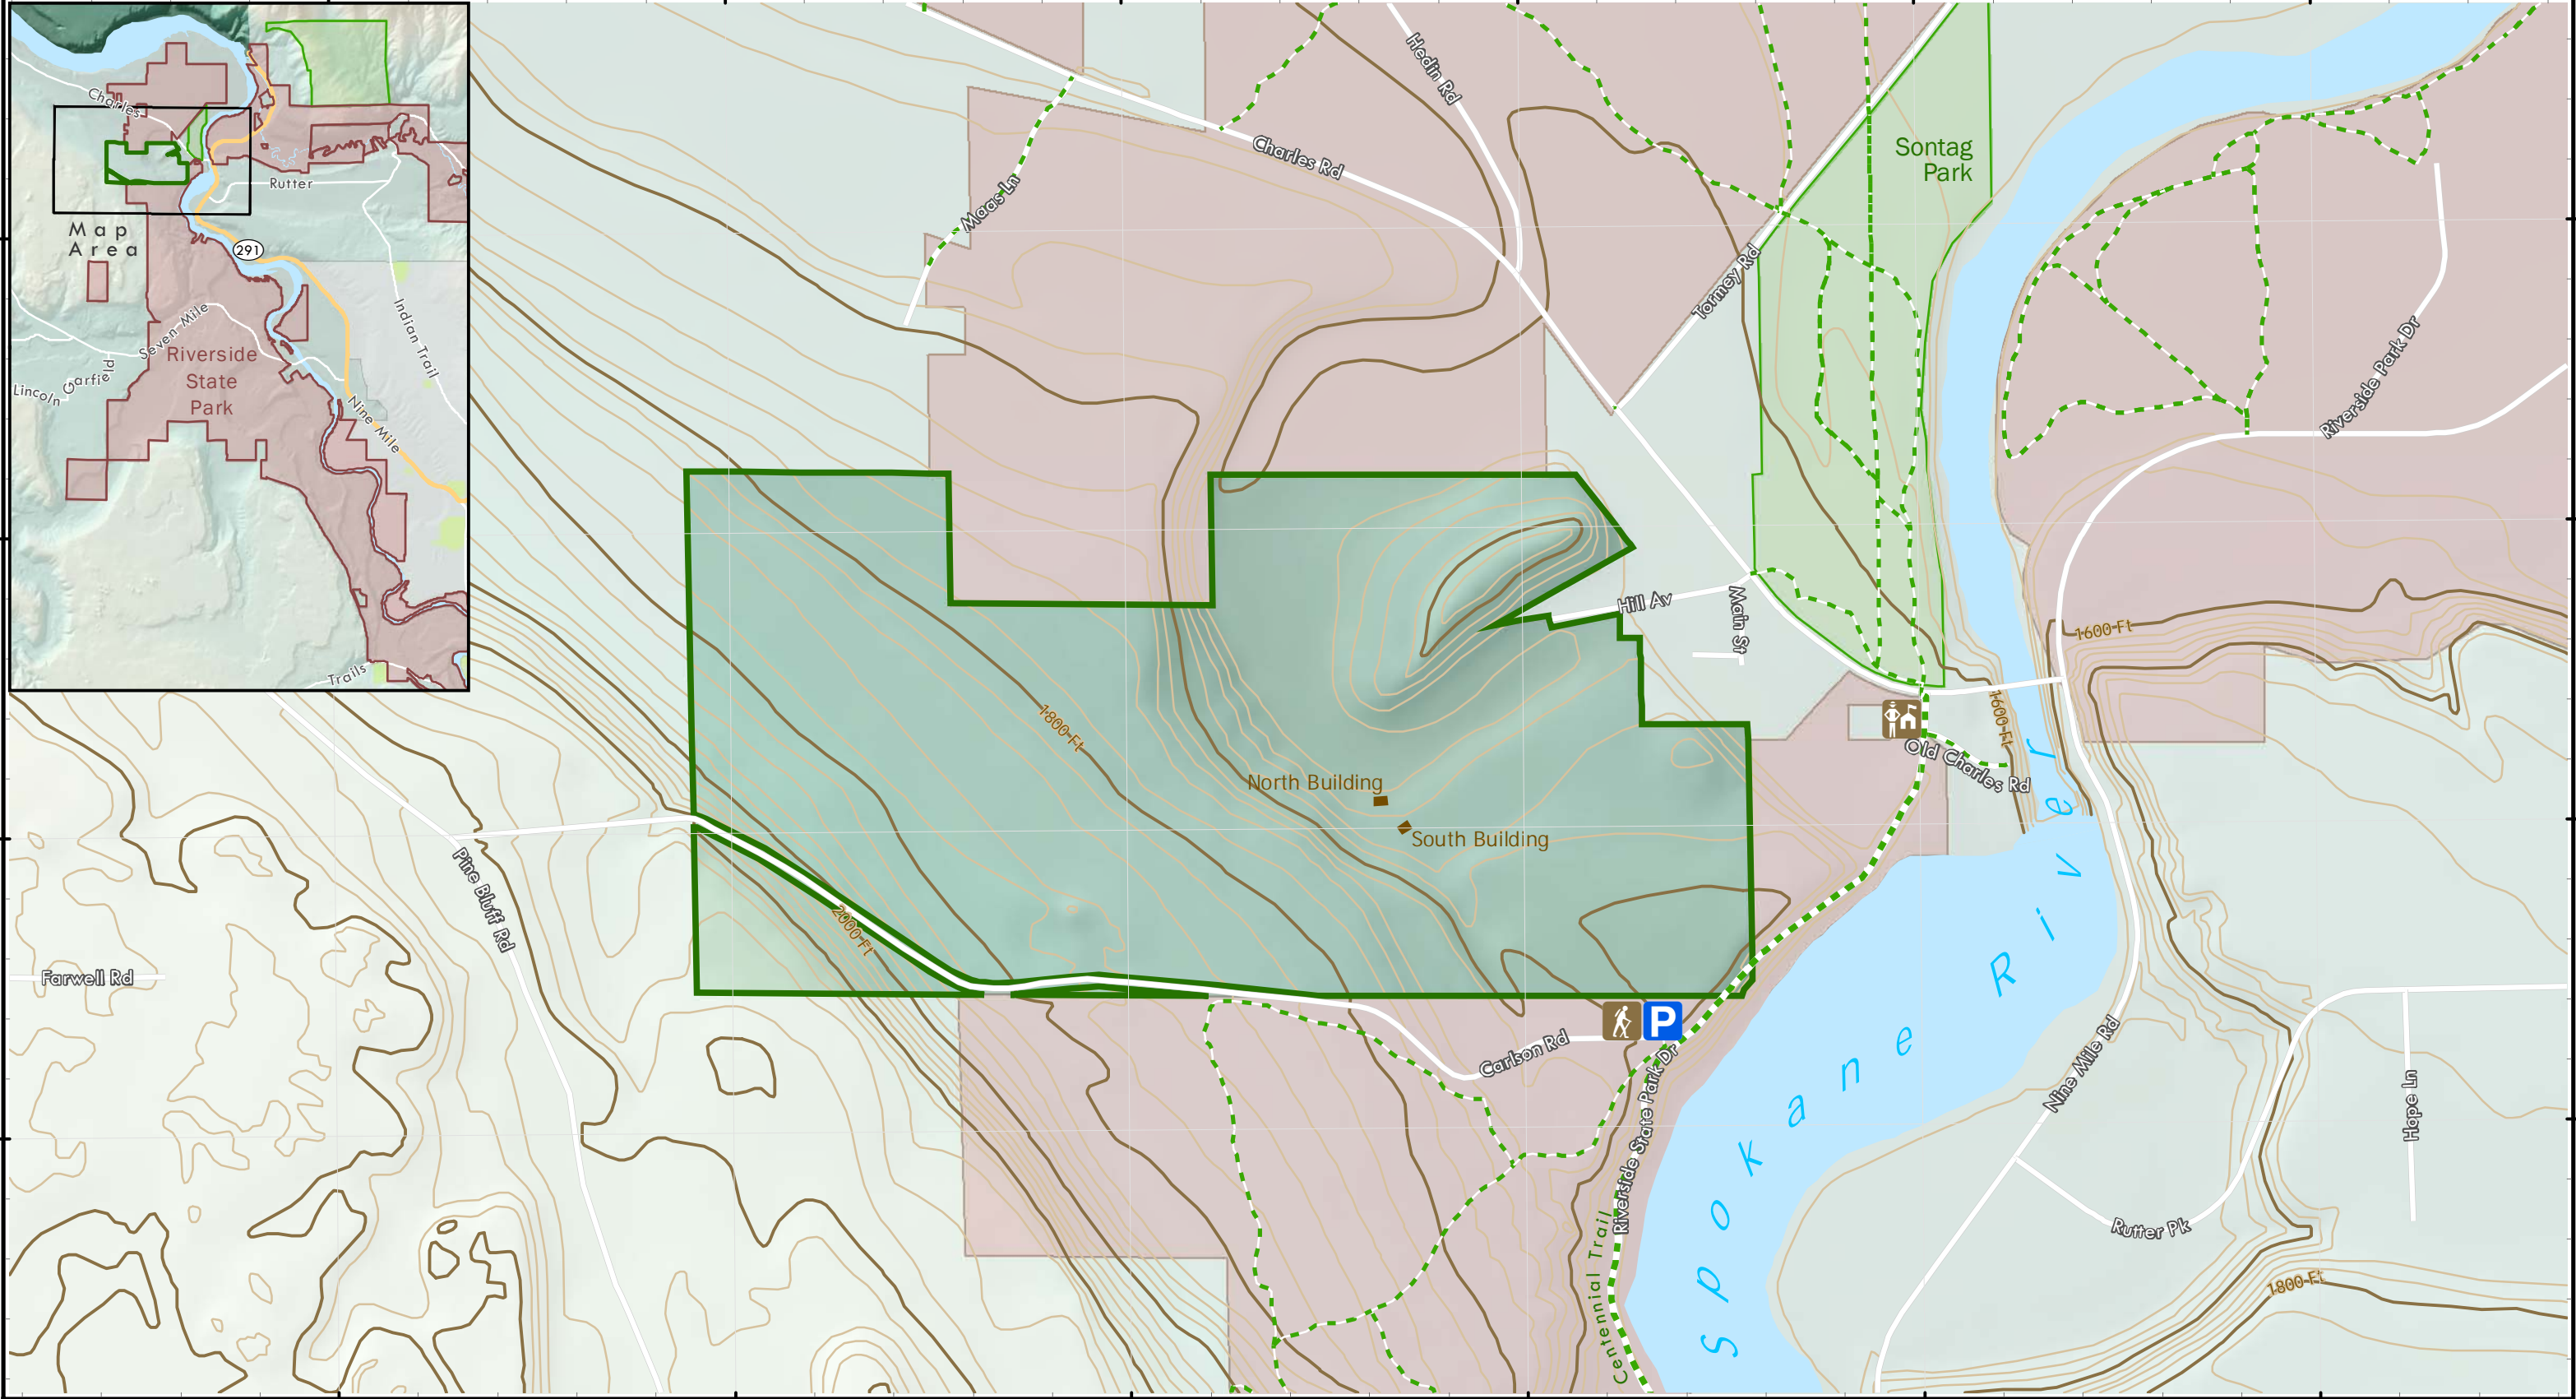 Charles
Rutter
Map
Area
291
Seven Mile
Indian Trail
Riverside
State
Park
Garfield
Lincoln
Nine Mile
Trails
Hedin Rd
Charles Rd
Maas Ln
Sontag
Park
Tormey Rd
Riverside Park Dr
Hill Av
Main St
1600 Ft
1600 Ft
1800 Ft
Old Charles Rd
North Building
South Building
Pine Bluff Rd
2000 Ft
Farwell Rd
P
Carlson Rd
Riverside State Park Dr
Centennial Trail
Spokane River
Nine Mile Rd
Hope Ln
Rutter Pk
1800 Ft